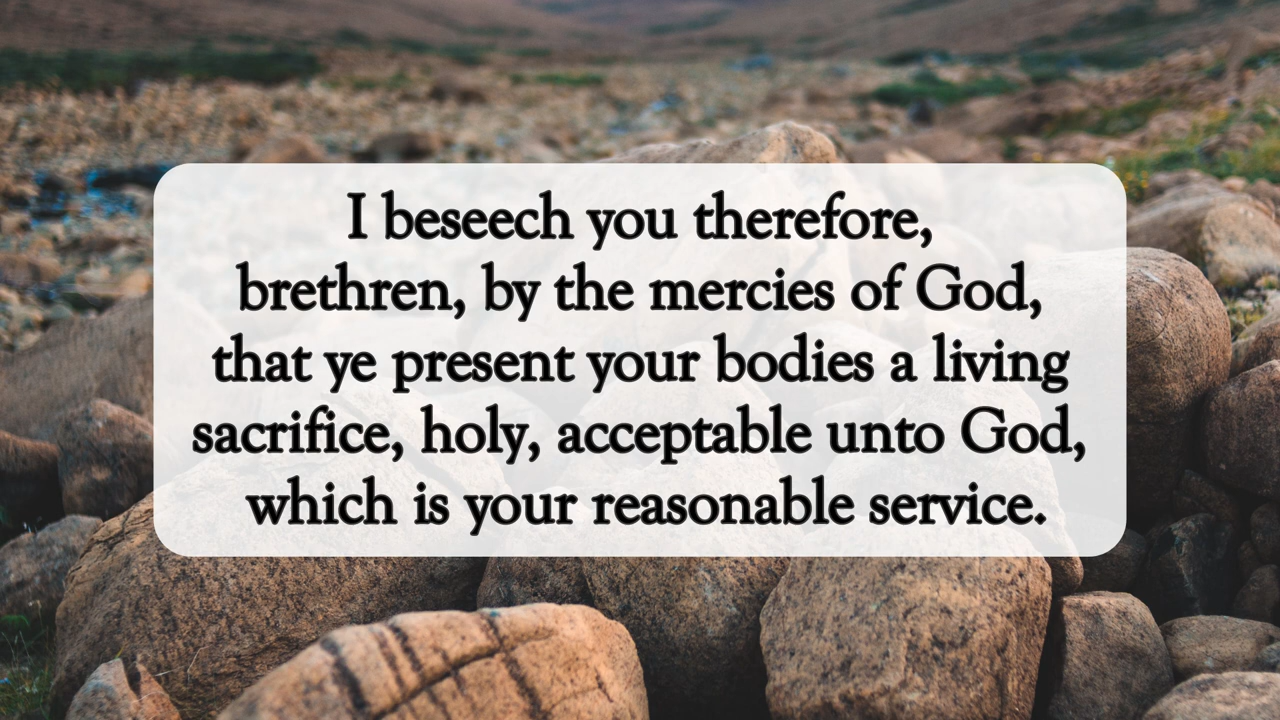 I beseech you therefore,
brethren, by the mercies of God,
that ye present your bodies a living
sacrifice, holy, acceptable unto God,
which is your reasonable service.